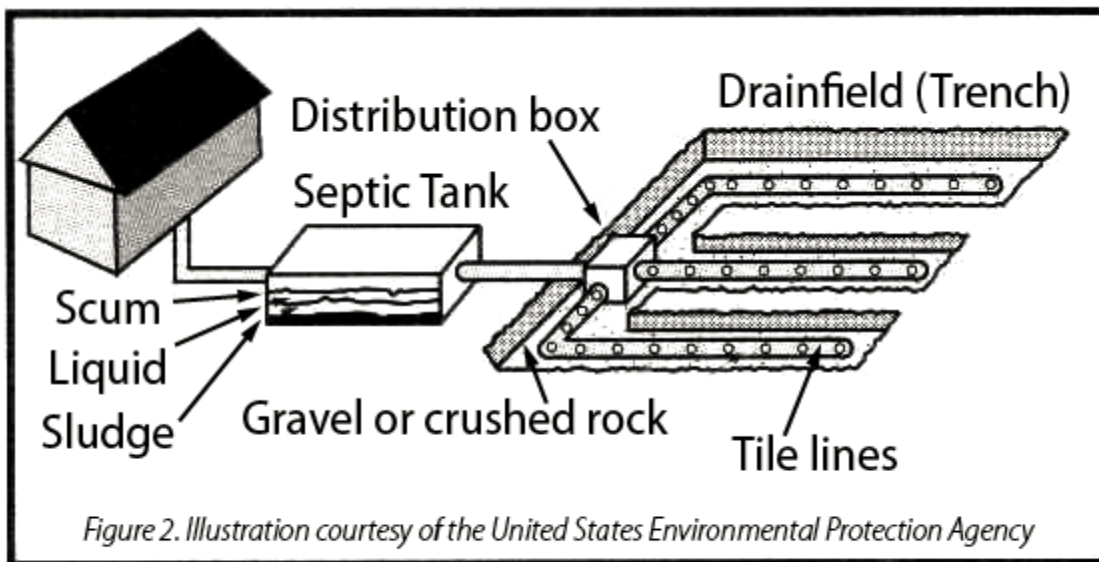 Drainfield (Trench)
Distribution box
Septic Tank
Scum
Liquid
Sludge
Gravel or crushed rock
Tile lines
Figure 2. Illustration courtesy of the United States Environmental Protection Agency